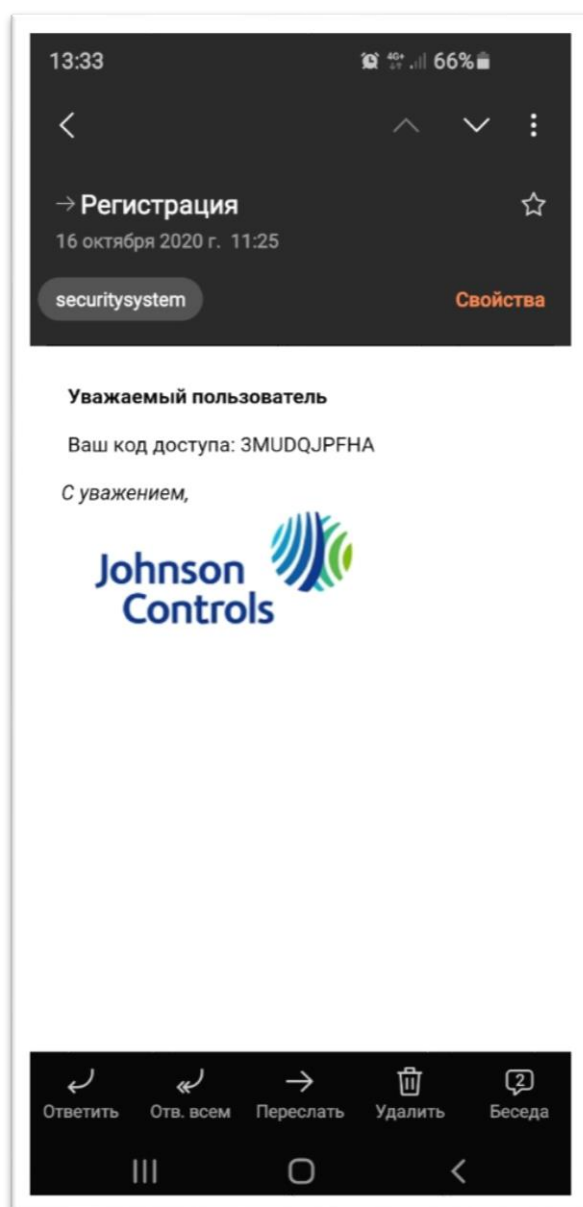 13:33
4G+ 66%
Регистрация
16 октября 2020 г. 11:25
securitysystem
Свойства
Уважаемый пользователь
Ваш код доступа: 3MUDQJPFHA
С уважением,
Johnson
Controls
Ответить
Отв. всем
Переслать
Удалить
2
Беседа